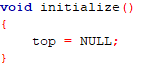 void initialize()
{
    top = NULL;
}